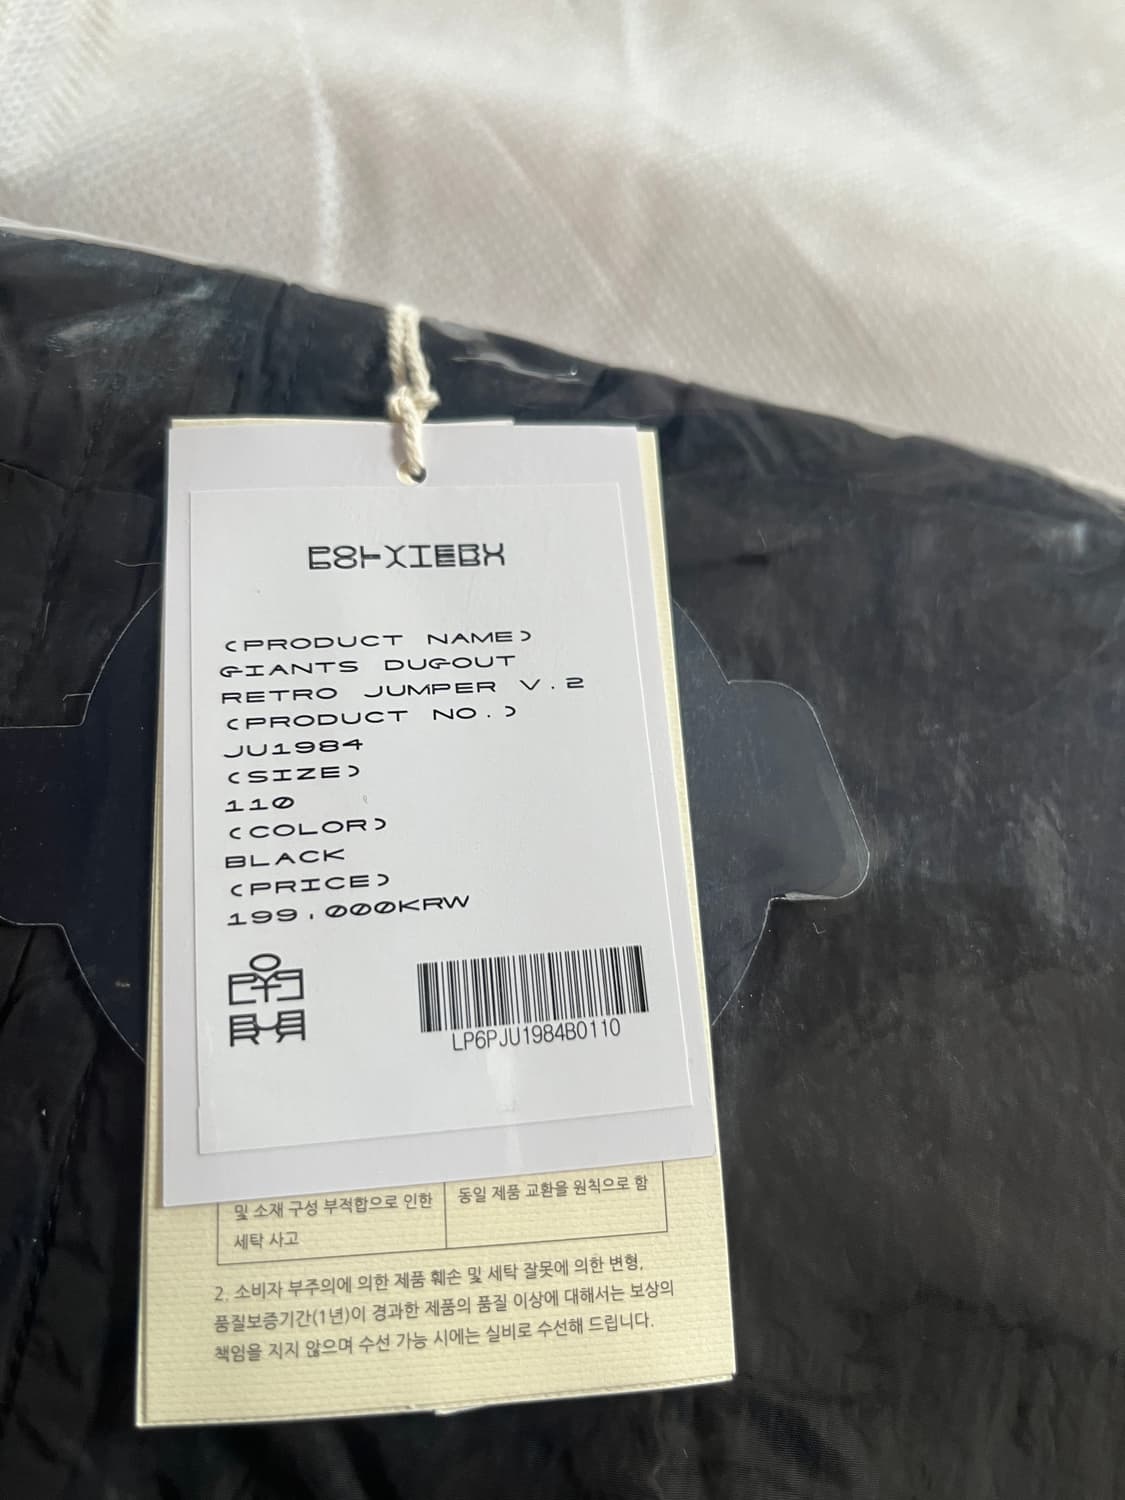 (PRODUCT NAME)
GIANTS DUGOUT
RETRO JUMPER V.2
(PRODUCT NO.)
JU1984
(SIZE)
110
(COLOR)
BLACK
(PRICE)
199,000KRW
LP6PJU1984B0110
및 소재 구성 부적합으로 인한
세탁 사고
동일 제품 교환을 원칙으로 함
2. 소비자 부주의에 의한 제품 훼손 및 세탁 잘못에 의한 변형,
품질보증기간(1년)이 경과한 제품의 품질 이상에 대해서는 보상의
책임을 지지 않으며 수선 가능 시에는 실비로 수선해 드립니다.